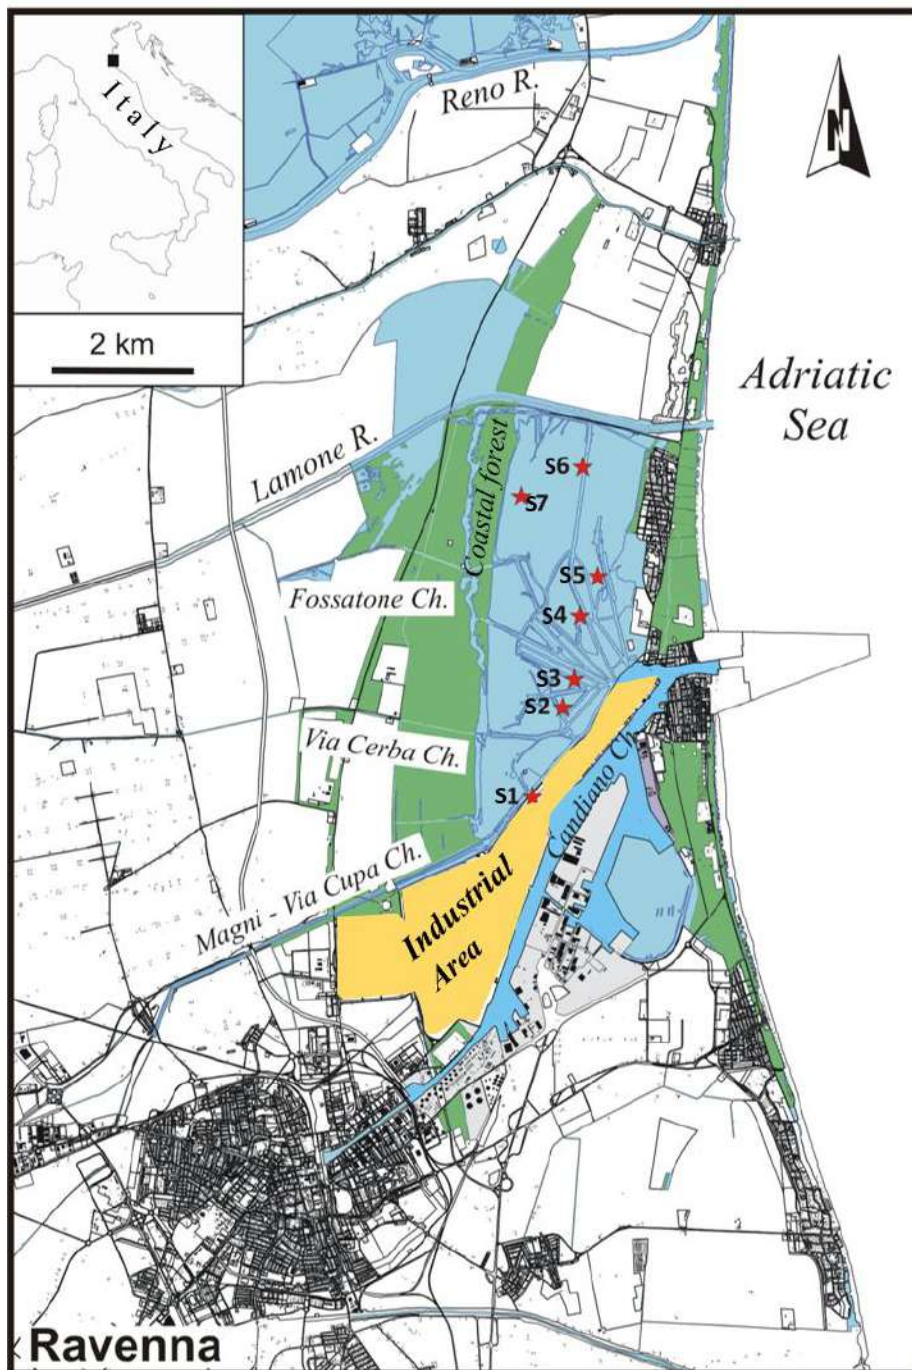 Italy
2 km
Reno R.
N
Adriatic
Sea
Lamone R.
Coastal forest
S6
S7
S5
Fossatone Ch.
S4
S3
S2
Via Cerba Ch.
S1
Candiano Ch.
Magni - Via Cupa Ch.
Industrial
Area
Ravenna